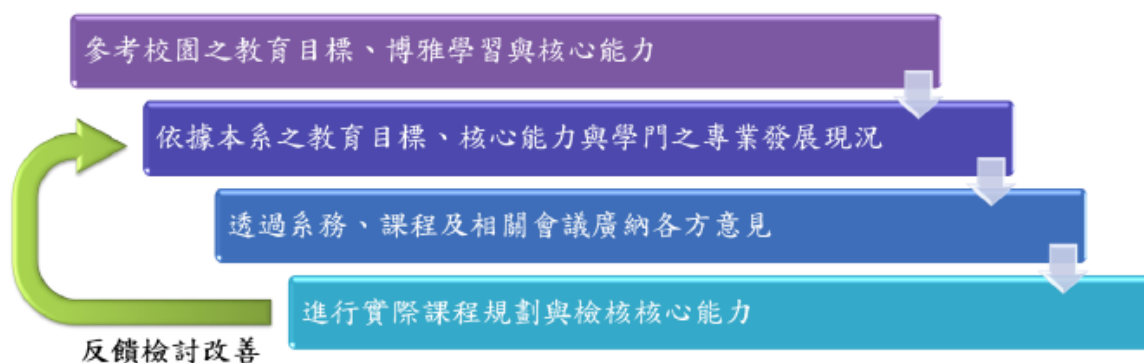 參考校園之教育目標、博雅學習與核心能力
依據本系之教育目標、核心能力與學門之專業發展現況
透過系務、課程及相關會議廣納各方意見
進行實際課程規劃與檢核核心能力
反饋檢討改善